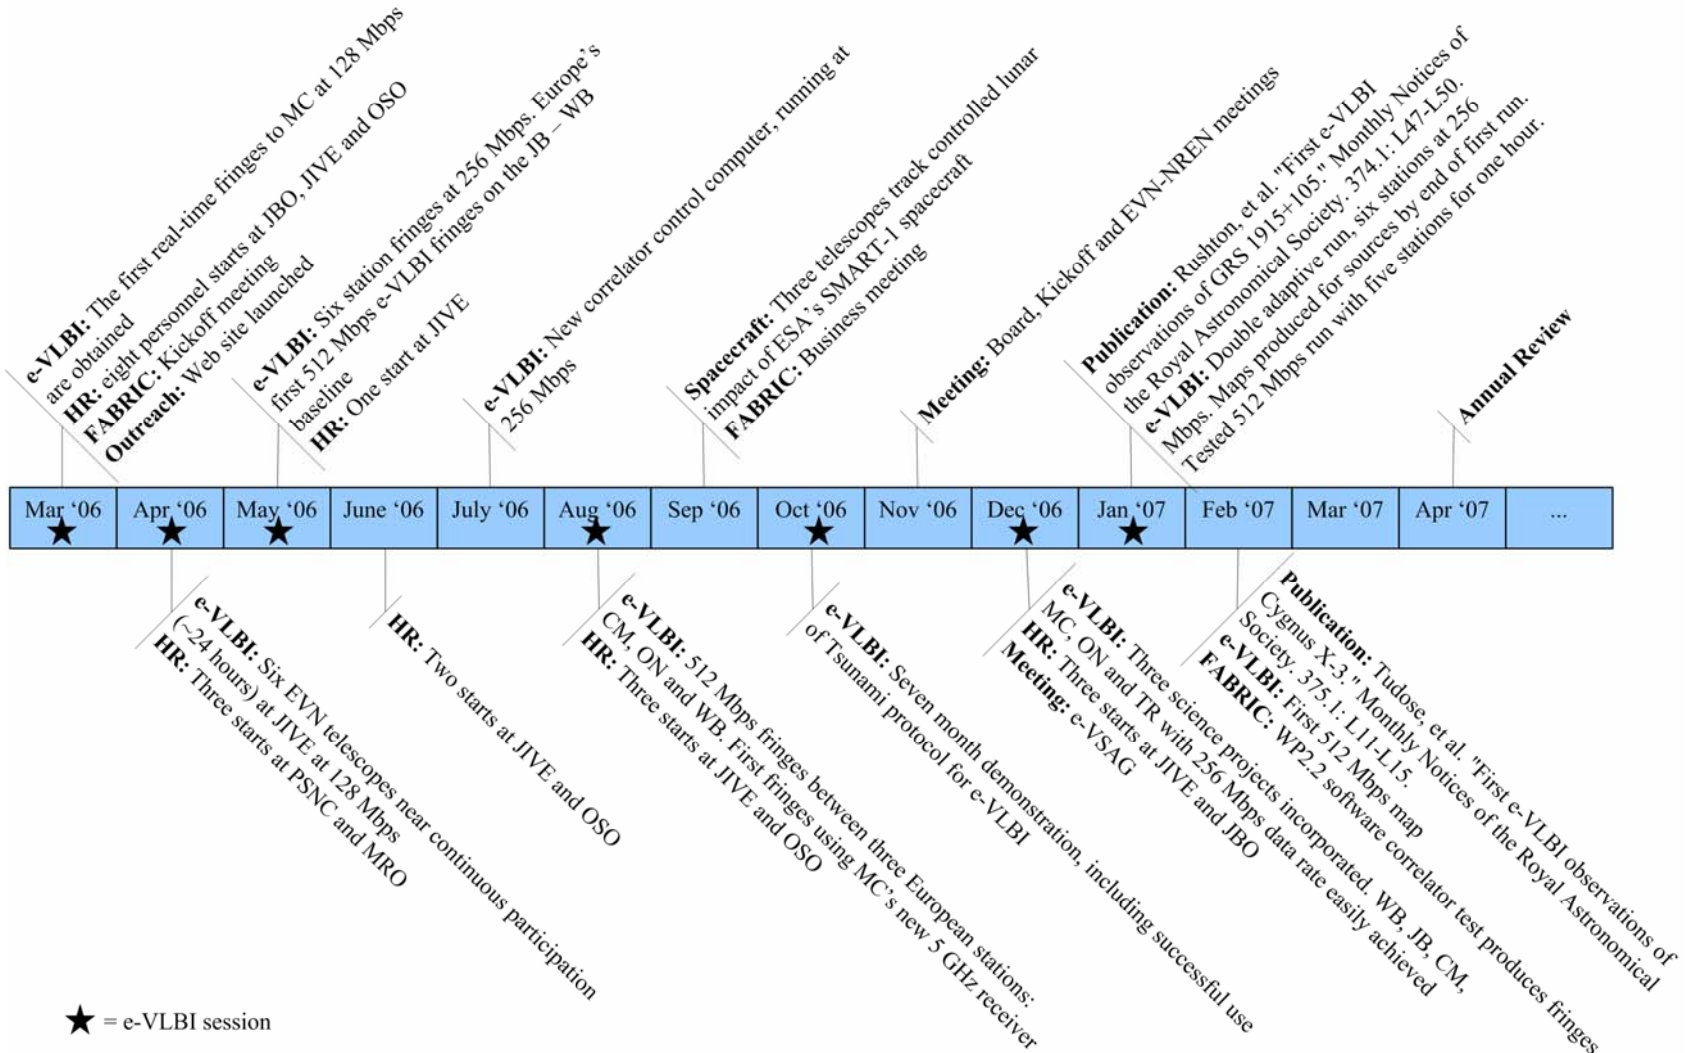 e-VLBI: The first real-time fringes to MC at 128 Mbps
are obtained
HR: eight personnel starts at JBO, JIVE and OSO
FABRIC: Kickoff meeting
Outreach: Web site launched
e-VLBI: Six station fringes at 256 Mbps. Europe's
first 512 Mbps e-VLBI fringes on the JB – WB
baseline
HR: One start at JIVE
e-VLBI: New correlator control computer, running at
256 Mbps
Spacecraft: Three telescopes track controlled lunar
impact of ESA's SMART-1 spacecraft
FABRIC: Business meeting
Meeting: Board, Kickoff and EVN-NREN meetings
Publication: Rushton, et al. "First e-VLBI
observations of GRS 1915+105." Monthly Notices of
the Royal Astronomical Society. 374.1: L47-L50.
e-VLBI: Double adaptive run, six stations at 256
Mbps. Maps produced for sources by end of first run.
Tested 512 Mbps run with five stations for one hour.
Annual Review
Mar ‘06
Apr ‘06
May ‘06
June ‘06
July ‘06
Aug ‘06
Sep ‘06
Oct ‘06
Nov ‘06
Dec ‘06
Jan ‘07
Feb ‘07
Mar ‘07
Apr ‘07
...
e-VLBI: Six EVN telescopes near continuous participation
(~24 hours) at JIVE at 128 Mbps
HR: Three starts at PSNC and MRO
HR: Two starts at JIVE and OSO
e-VLBI: 512 Mbps fringes between three European stations:
CM, ON and WB. First fringes using MC's new 5 GHz receiver
HR: Three starts at JIVE and OSO
e-VLBI: Seven month demonstration, including successful use
of Tsunami protocol for e-VLBI
e-VLBI: Three science projects incorporated. WB, JB, CM,
MC, ON and TR with 256 Mbps data rate easily achieved
HR: Three starts at JIVE and JBO
Meeting: e-VSAG
Publication: Tudose, et al. "First e-VLBI observations of
Cygnus X-3." Monthly Notices of the Royal Astronomical
Society. 375.1: L11-L15.
e-VLBI: First 512 Mbps map
FABRIC: WP2.2 software correlator test produces fringes
★ = e-VLBI session